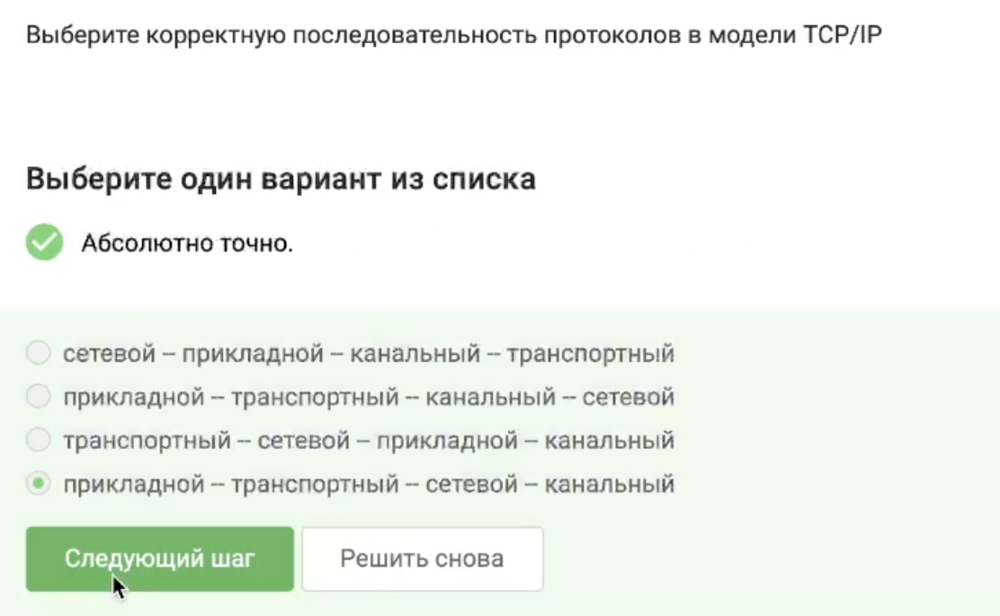 Выберите корректную последовательность протоколов в модели TCP/IP
Выберите один вариант из списка
Абсолютно точно.
сетевой – прикладной – канальный – транспортный
прикладной – транспортный – канальный – сетевой
транспортный – сетевой – прикладной – канальный
прикладной – транспортный – сетевой – канальный
Следующий шаг
Решить снова